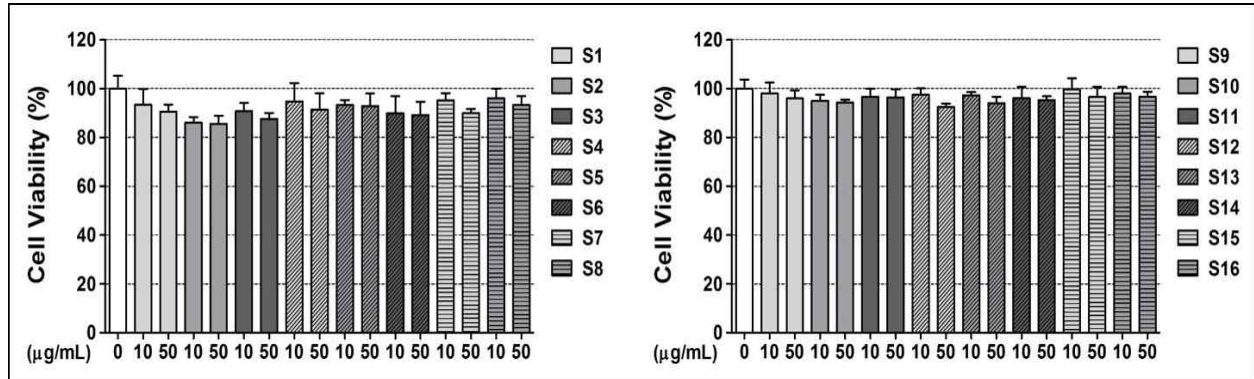 120
100
80
60
40
20
0
Cell Viability (%)
(μg/mL) 0 10 50 10 50 10 50 10 50 10 50 10 50 10 50 10 50
S1
S2
S3
S4
S5
S6
S7
S8
120
100
80
60
40
20
0
Cell Viability (%)
(μg/mL) 0 10 50 10 50 10 50 10 50 10 50 10 50 10 50 10 50
S9
S10
S11
S12
S13
S14
S15
S16